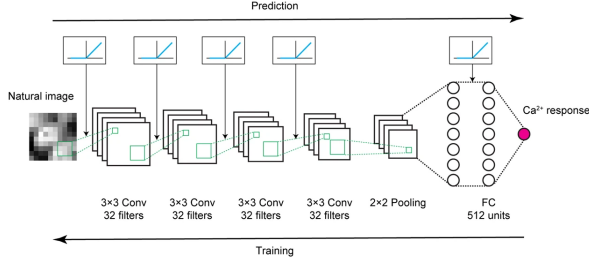 Prediction
Natural image
Ca²⁺ response
3×3 Conv
32 filters
3×3 Conv
32 filters
3×3 Conv
32 filters
3×3 Conv
32 filters
2×2 Pooling
FC
512 units
Training